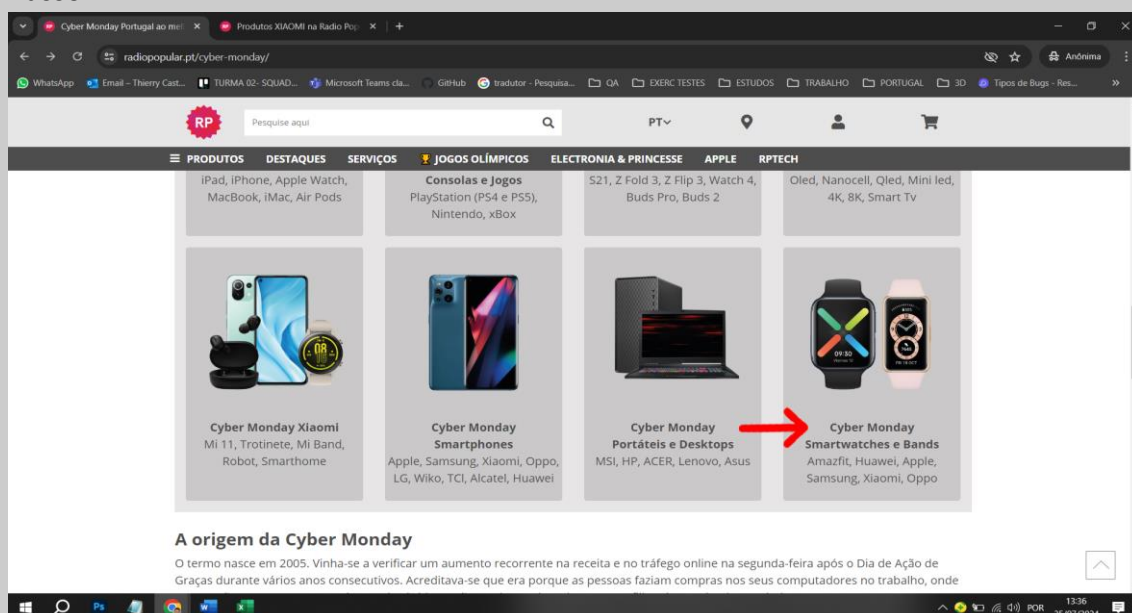 Cyber Monday Portugal ao mel
Produtos XIAOMI na Radio Pop
radiopopular.pt/cyber-monday/
Anónima
WhatsApp
Email – Thierry Cast...
TURMA 02- SQUAD...
Microsoft Teams cla...
GitHub
tradutor - Pesquisa...
QA
EXERC TESTES
ESTUDOS
TRABALHO
PORTUGAL
3D
Tipos de Bugs - Res...
RP
Pesquise aqui
PT
PRODUTOS
DESTAQUES
SERVIÇOS
JOGOS OLÍMPICOS
ELECTRONIA & PRINCESSE
APPLE
RPTECH
iPad, iPhone, Apple Watch,
MacBook, iMac, Air Pods
Consolas e Jogos
PlayStation (PS4 e PS5),
Nintendo, xBox
S21, Z Fold 3, Z Flip 3, Watch 4,
Buds Pro, Buds 2
Oled, Nanocell, Qled, Mini led,
4K, 8K, Smart Tv
Cyber Monday Xiaomi
Mi 11, Trotinete, Mi Band,
Robot, Smarthome
Cyber Monday
Smartphones
Apple, Samsung, Xiaomi, Oppo,
LG, Wiko, TCl, Alcatel, Huawei
Cyber Monday
Portáteis e Desktops
MSI, HP, ACER, Lenovo, Asus
09:30
08
Cyber Monday
Smartwatches e Bands
Amazfit, Huawei, Apple,
Samsung, Xiaomi, Oppo
A origem da Cyber Monday
O termo nasce em 2005. Vinha-se a verificar um aumento recorrente na receita e no tráfego online na segunda-feira após o Dia de Ação de
Graças durante vários anos consecutivos. Acreditava-se que era porque as pessoas faziam compras nos seus computadores no trabalho, onde
Ps
POR
13:36